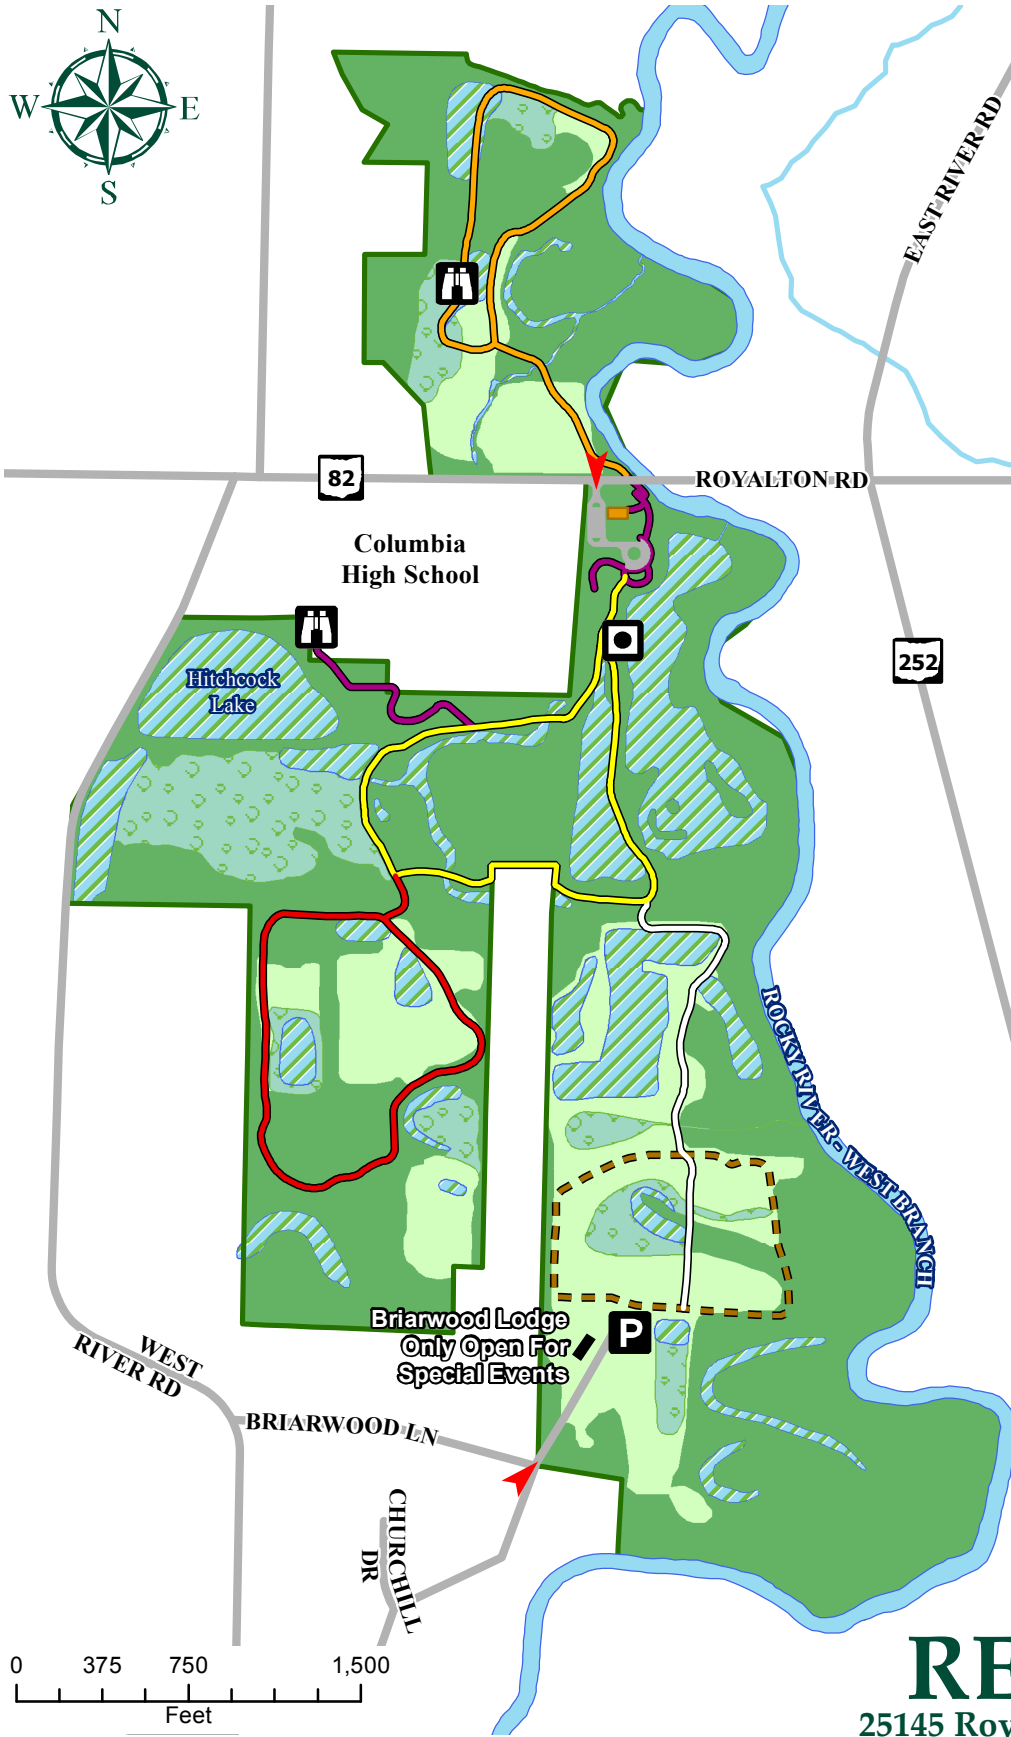 N
W
E
S
EAST RIVER RD
82
ROYALTON RD
Columbia
High School
252
Hitchcock
Lake
ROCKY RIVER - WEST BRANCH
Briarwood Lodge
Only Open For
Special Events
P
WEST
RIVER RD
BRIARWOOD LN
CHURCHILL
DR
0 375 750 1,500
Feet
RE
25145 Roy